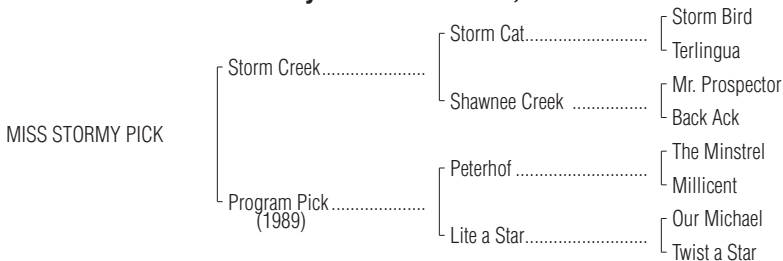 Storm Bird
Storm Cat
Terlingua
Storm Creek
Mr. Prospector
Shawnee Creek
Back Ack
MISS STORMY PICK
The Minstrel
Peterhof
Millicent
Program Pick
(1989)
Our Michael
Lite a Star
Twist a Star